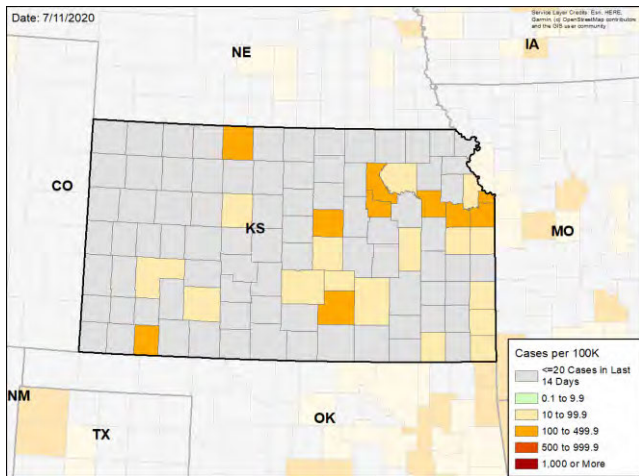 Date: 7/11/2020
Service Layer Credits: Esri, HERE,
Garmin, (c) OpenStreetMap contributors,
and the GIS user community
NE
IA
CO
KS
MO
NM
TX
OK
Cases per 100K
<=20 Cases in Last
14 Days
0.1 to 9.9
10 to 99.9
100 to 499.9
500 to 999.9
1,000 or More